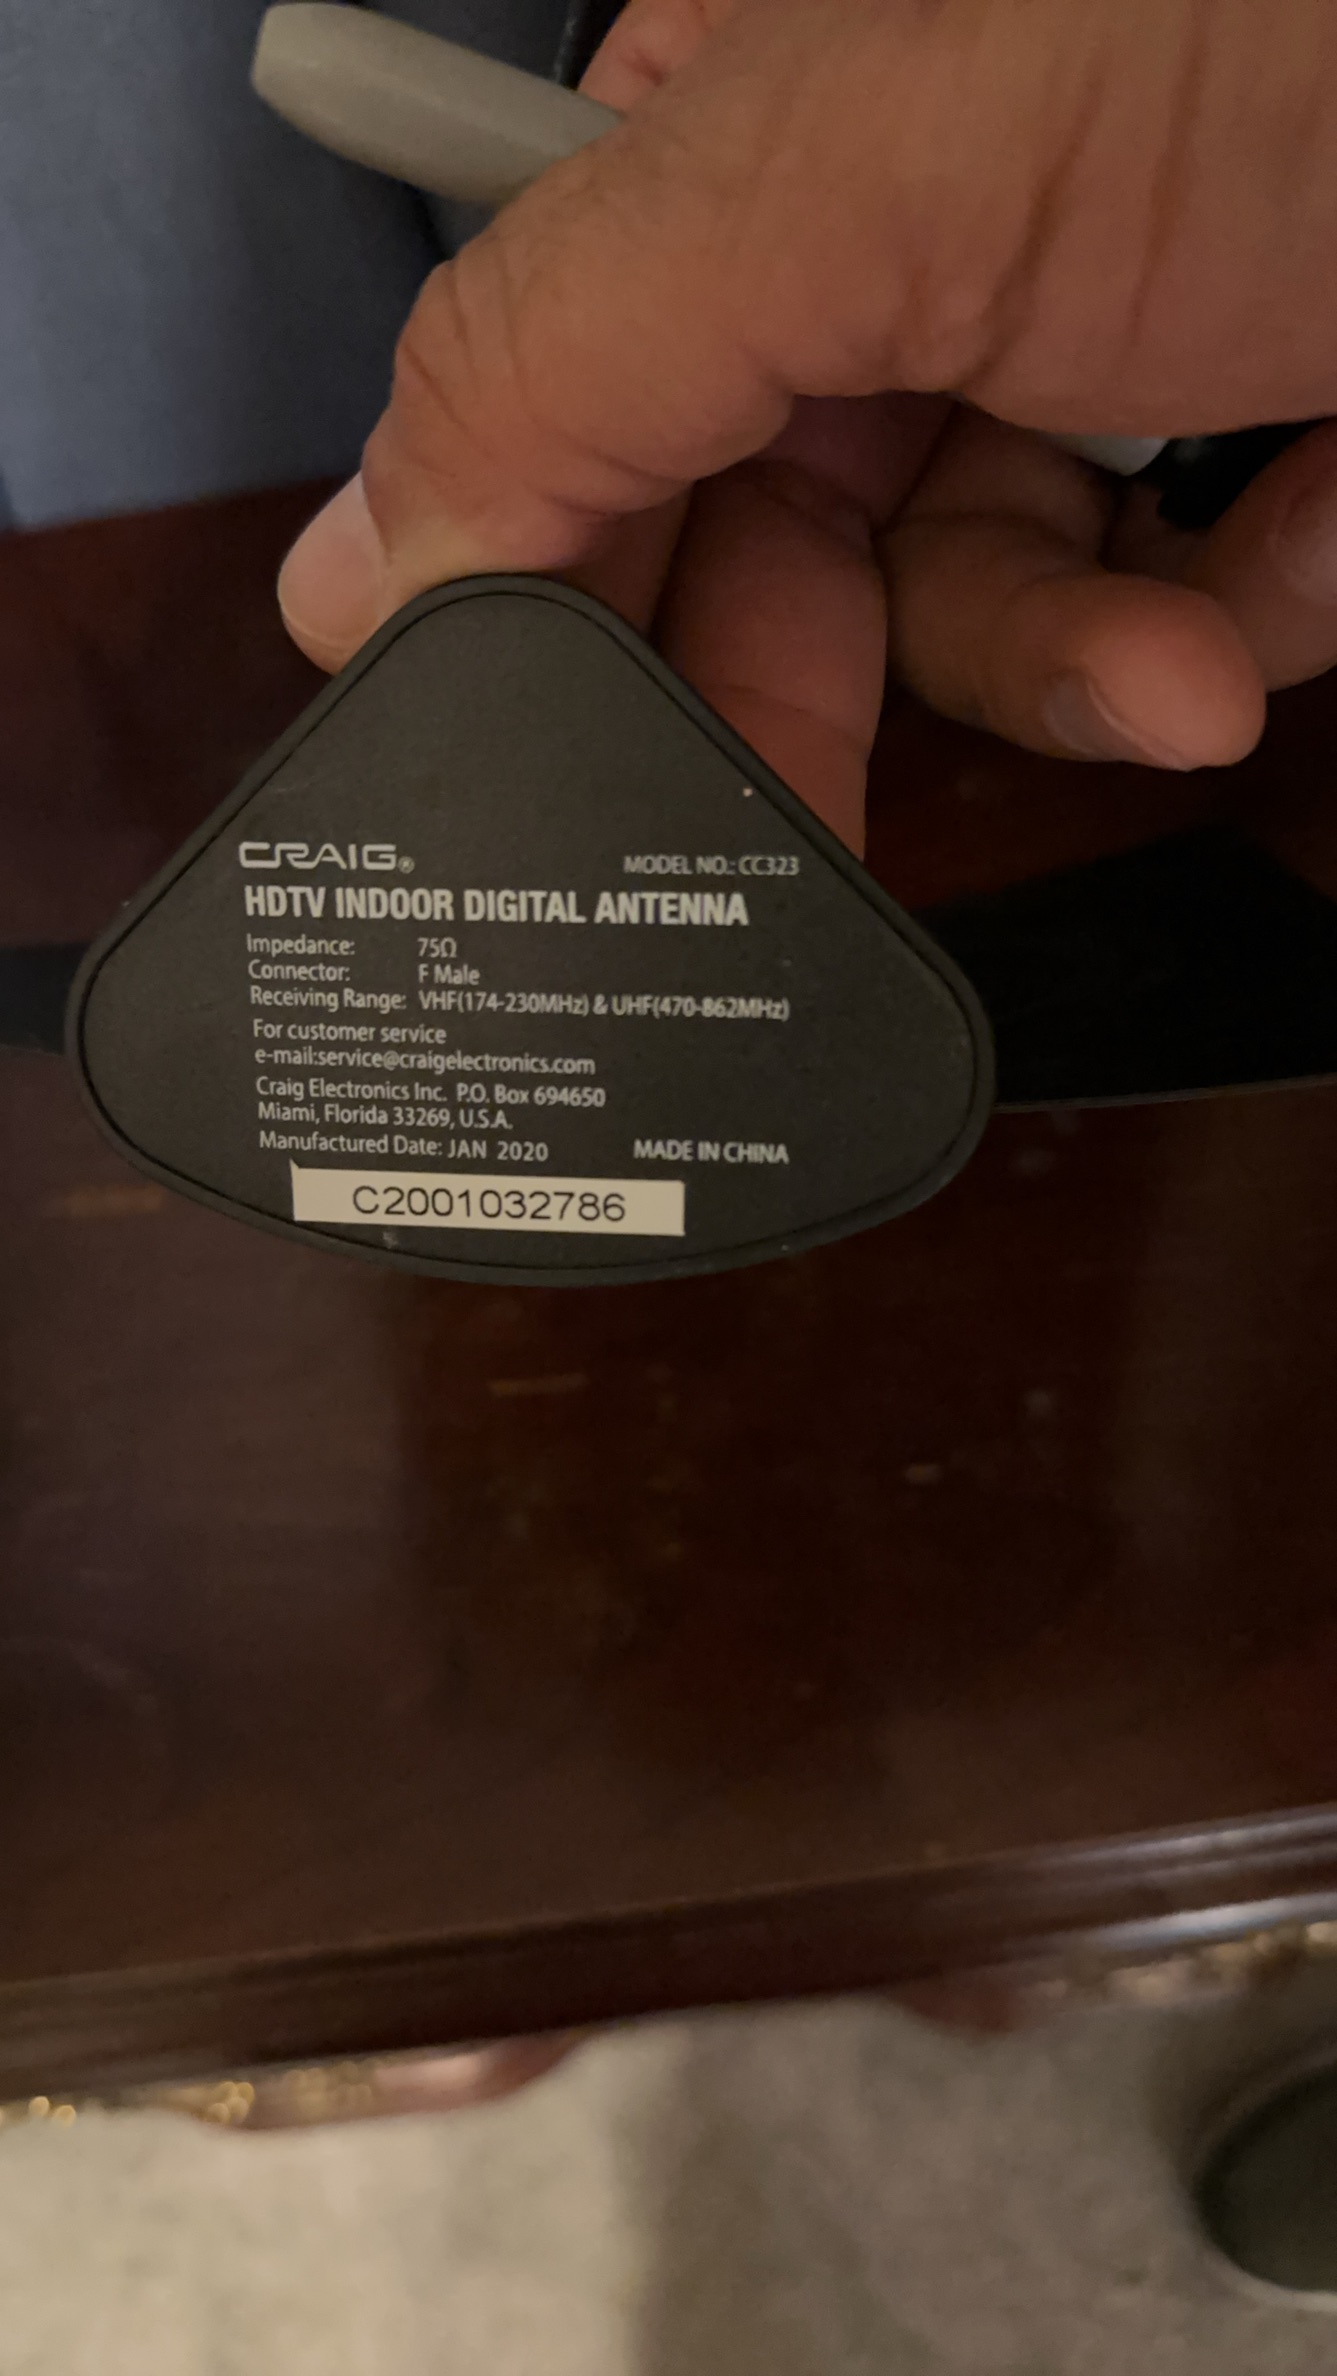 CRAIG® MODEL NO.: CC323
HDTV INDOOR DIGITAL ANTENNA
Impedance: 75Ω
Connector: F Male
Receiving Range: VHF(174-230MHz) & UHF(470-862MHz)
For customer service
e-mail:service@craigelectronics.com
Craig Electronics Inc. P.O. Box 694650
Miami, Florida 33269, U.S.A.
Manufactured Date: JAN 2020 MADE IN CHINA
C2001032786